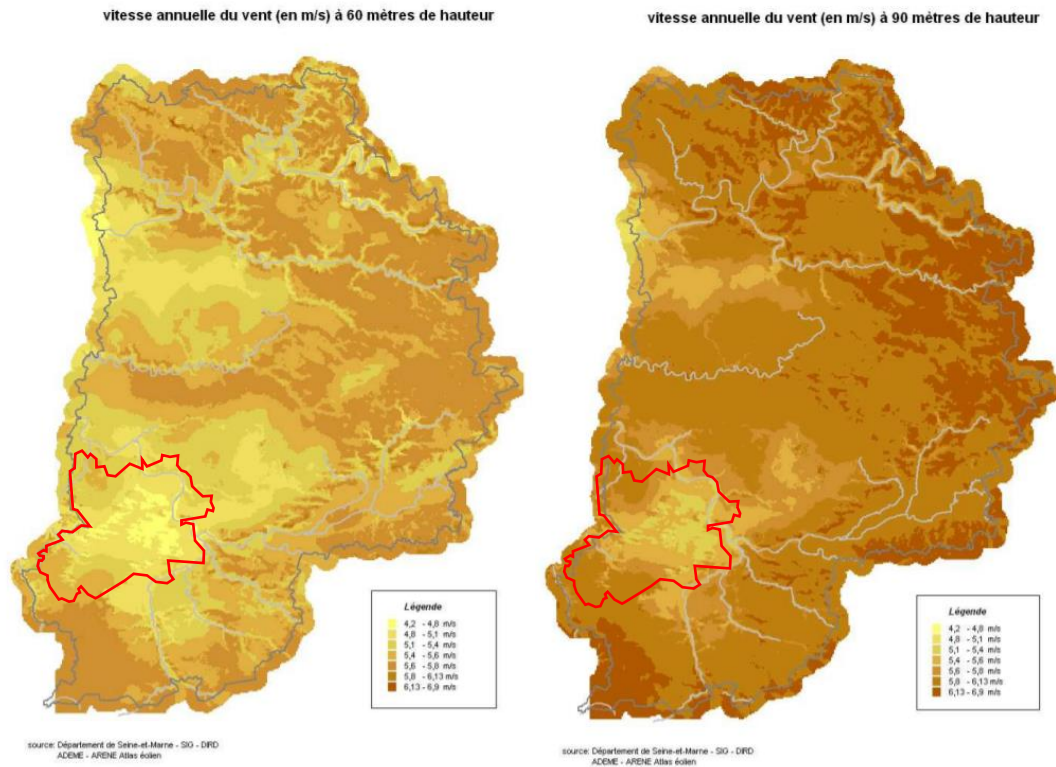 vitesse annuelle du vent (en m/s) à 60 mètres de hauteur
vitesse annuelle du vent (en m/s) à 90 mètres de hauteur
Légende
4,2 - 4,8 m/s
4,8 - 5,1 m/s
5,1 - 5,4 m/s
5,4 - 5,6 m/s
5,6 - 5,8 m/s
5,8 - 6,13 m/s
6,13 - 6,9 m/s
Légende
4,2 - 4,8 m/s
4,8 - 5,1 m/s
5,1 - 5,4 m/s
5,4 - 5,6 m/s
5,6 - 5,8 m/s
5,8 - 6,13 m/s
6,13 - 6,9 m/s
source: Département de Seine-et-Marne - SIG - DIRD
ADEME - ARENE Atlas éolien
source: Département de Seine-et-Marne - SIG - DIRD
ADEME - ARENE Atlas éolien